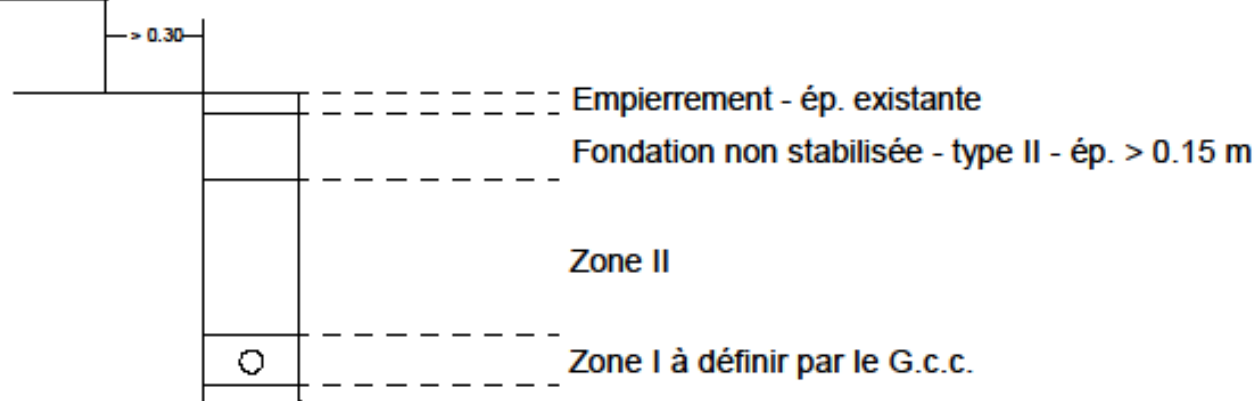 > 0.30
Empierrement - ép. existante
Fondation non stabilisée - type II - ép. > 0.15 m
Zone II
Zone I à définir par le G.c.c.